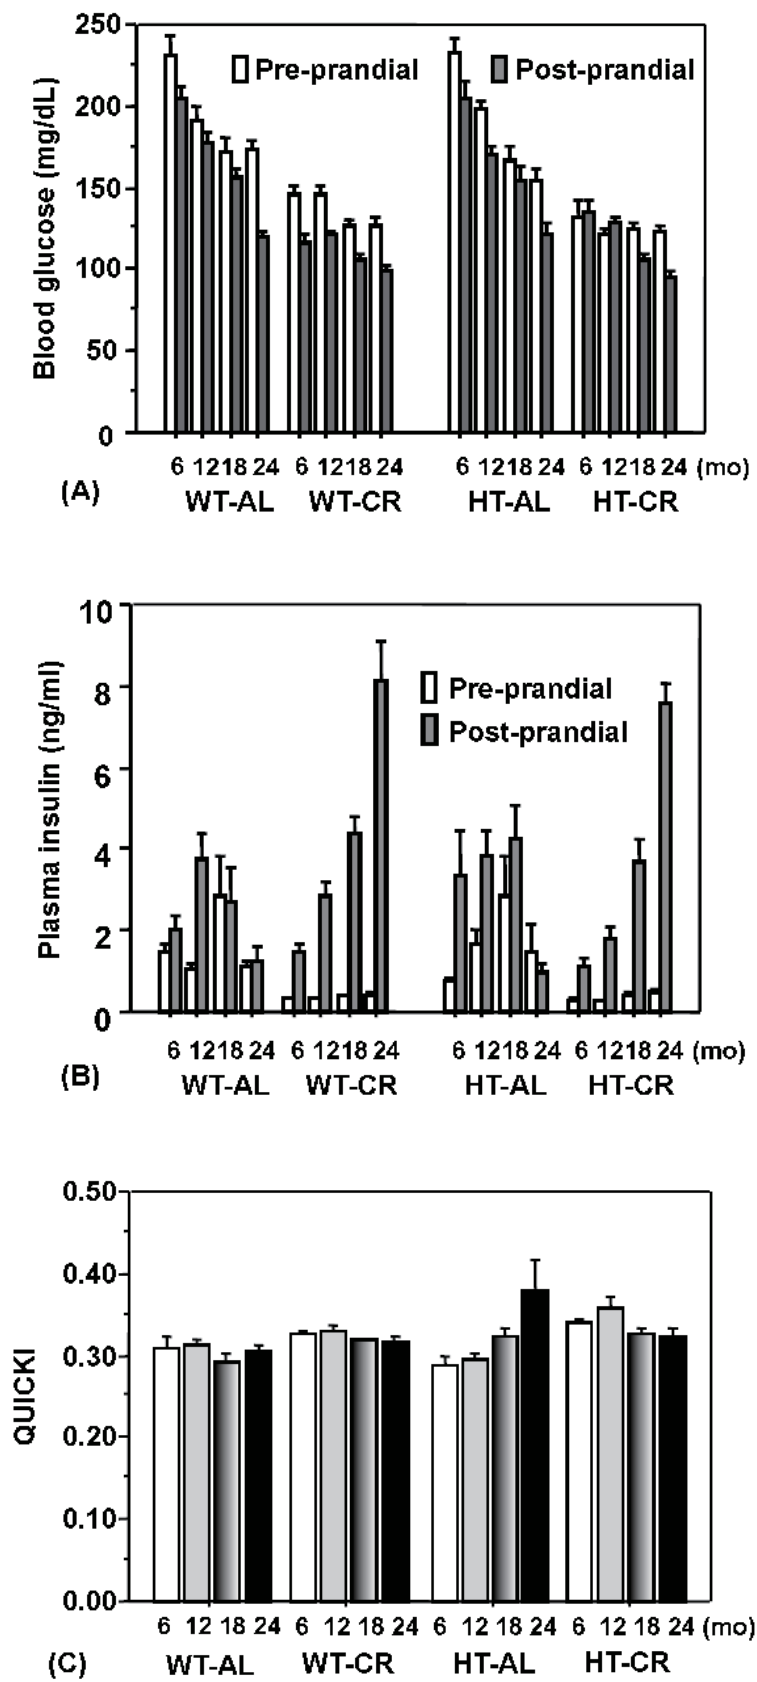 250
200
150
100
50
0
Blood glucose (mg/dL)
Pre-prandial Post-prandial
6 12 18 24 6 12 18 24 6 12 18 24 6 12 18 24 (mo)
(A) WT-AL WT-CR HT-AL HT-CR
10
8
6
4
2
0
Plasma insulin (ng/ml)
Pre-prandial
Post-prandial
6 12 18 24 6 12 18 24 6 12 18 24 6 12 18 24 (mo)
(B) WT-AL WT-CR HT-AL HT-CR
0.50
0.40
0.30
0.20
0.10
0.00
QUICKI
6 12 18 24 6 12 18 24 6 12 18 24 6 12 18 24 (mo)
(C) WT-AL WT-CR HT-AL HT-CR